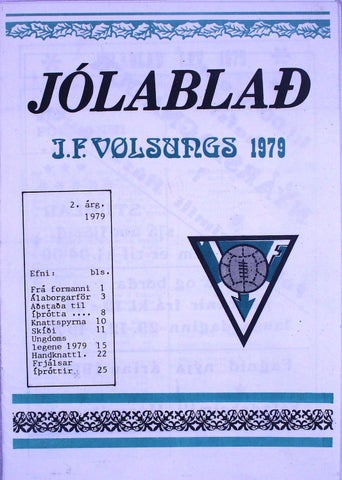 JÓLABLAÐ
I.F. VØLSUNGS 1979
2. árg.
1979
Efni: bls.
Frá formanni 1
Álaborgarför 3
Aðstaða til
íþrótta .... 8
Knattspyrna 10
Skíði 11
Ungdoms
legene 1979 15
Handknattl. 22
Frjálsar
íþróttir 25